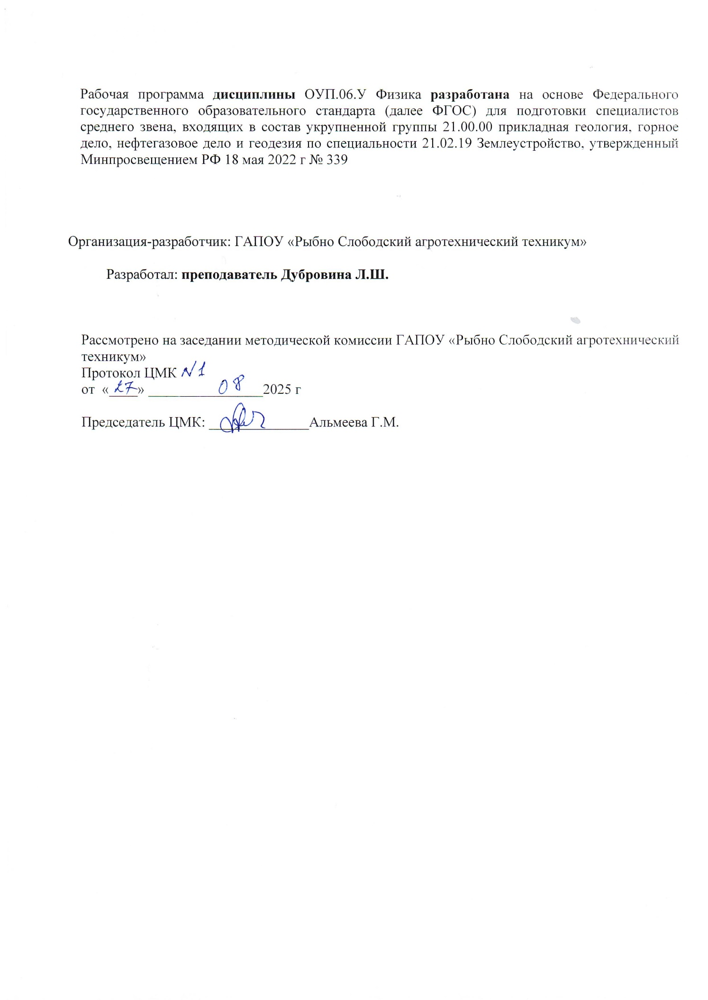 Рабочая программа дисциплины ОУП.06.У Физика разработана на основе Федерального
государственного образовательного стандарта (далее ФГОС) для подготовки специалистов
среднего звена, входящих в состав укрупненной группы 21.00.00 прикладная геология, горное
дело, нефтегазовое дело и геодезия по специальности 21.02.19 Землеустройство, утвержденный
Минпросвещением РФ 18 мая 2022 г № 339
Организация-разработчик: ГАПОУ «Рыбно Слободский агротехнический техникум»
Разработал: преподаватель Дубровина Л.Ш.
Рассмотрено на заседании методической комиссии ГАПОУ «Рыбно Слободский агротехнический
техникум»
Протокол ЦМК N1
от «27» 08 2025 г
Председатель ЦМК: Альмеева Г.М.